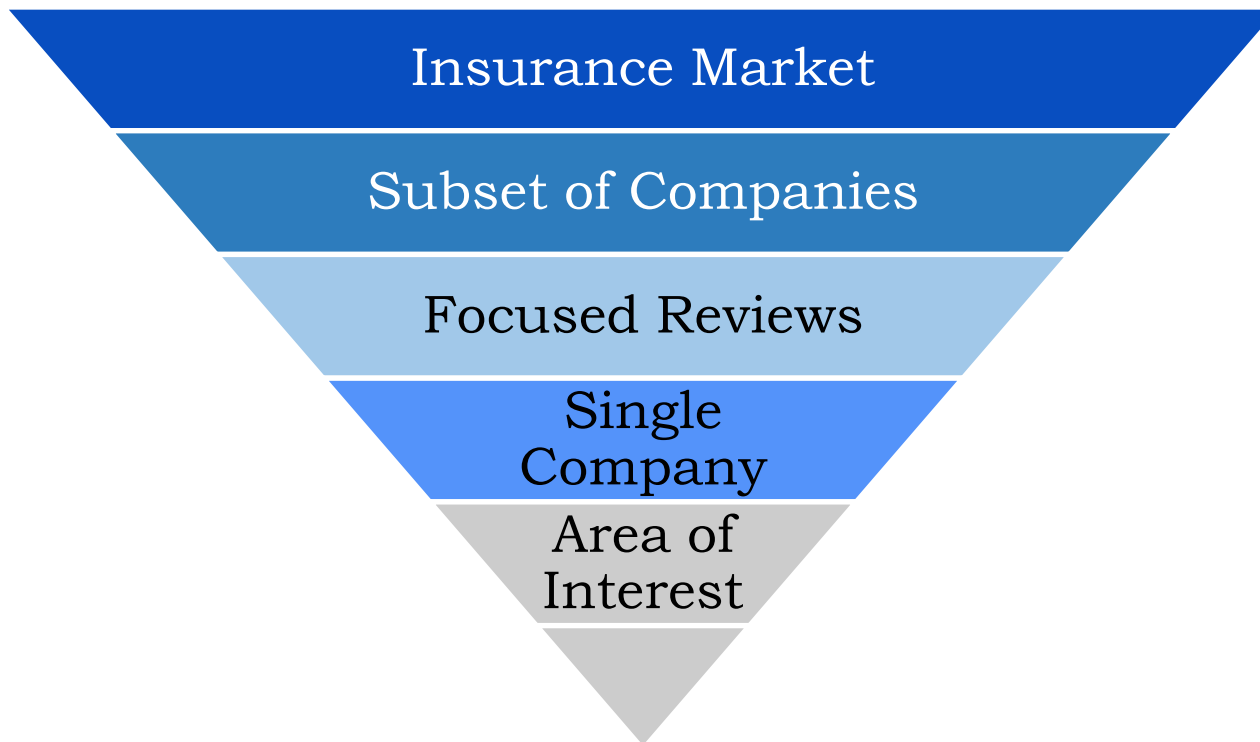 Insurance Market
Subset of Companies
Focused Reviews
Single
Company
Area of
Interest